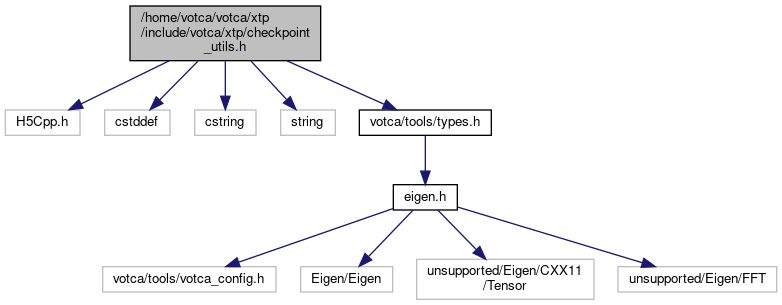 /home/votca/votca/xtp
/include/votca/xtp/checkpoint
_utils.h
H5Cpp.h
cstddef
cstring
string
votca/tools/types.h
eigen.h
votca/tools/votca_config.h
Eigen/Eigen
unsupported/Eigen/CXX11
/Tensor
unsupported/Eigen/FFT